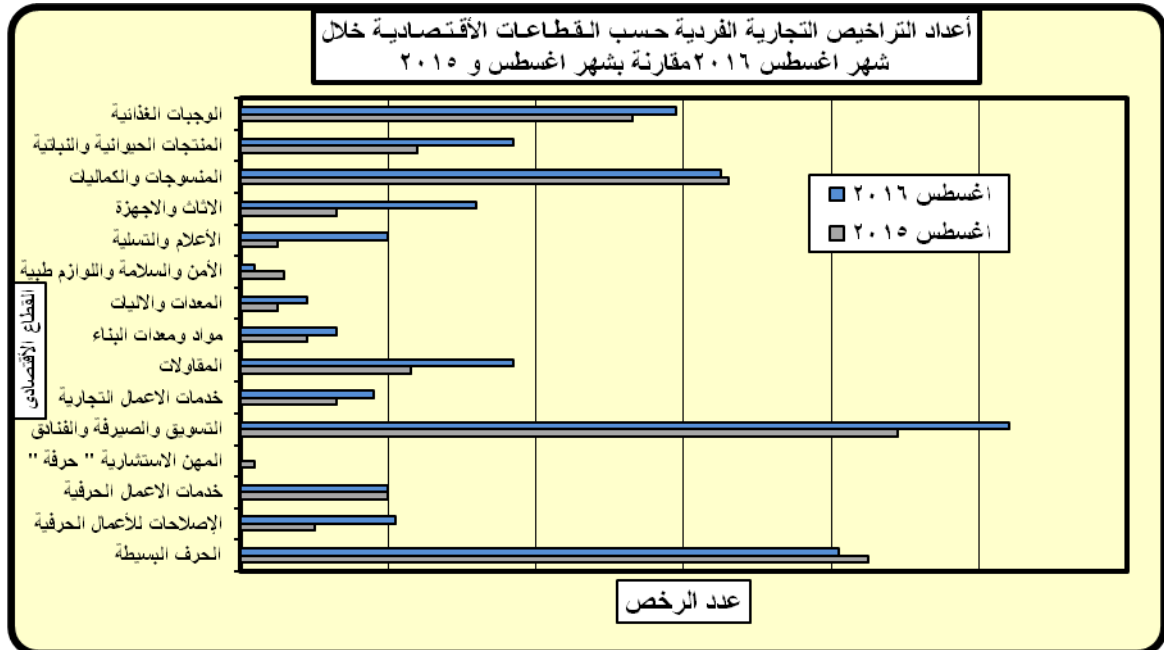 أعداد التراخيص التجارية الفردية حسب القطاعات الأقتصادية خلال
شهر اغسطس ٢٠١٦مقارنة بشهر اغسطس و ٢٠١٥
الوجبات الغذائية
المنتجات الحيوانية والنباتية
المنسوجات والكماليات
الاثاث والاجهزة
الأعلام والتسلية
الأمن والسلامة واللوازم طبية
المعدات والاليات
مواد ومعدات البناء
المقاولات
خدمات الاعمال التجارية
التسويق والصيرفة والفنادق
المهن الاستشارية " حرفة "
خدمات الاعمال الحرفية
الإصلاحات للأعمال الحرفية
الحرف البسيطة
القطاع الأقتصادى
اغسطس ٢٠١٦
اغسطس ٢٠١٥
عدد الرخص